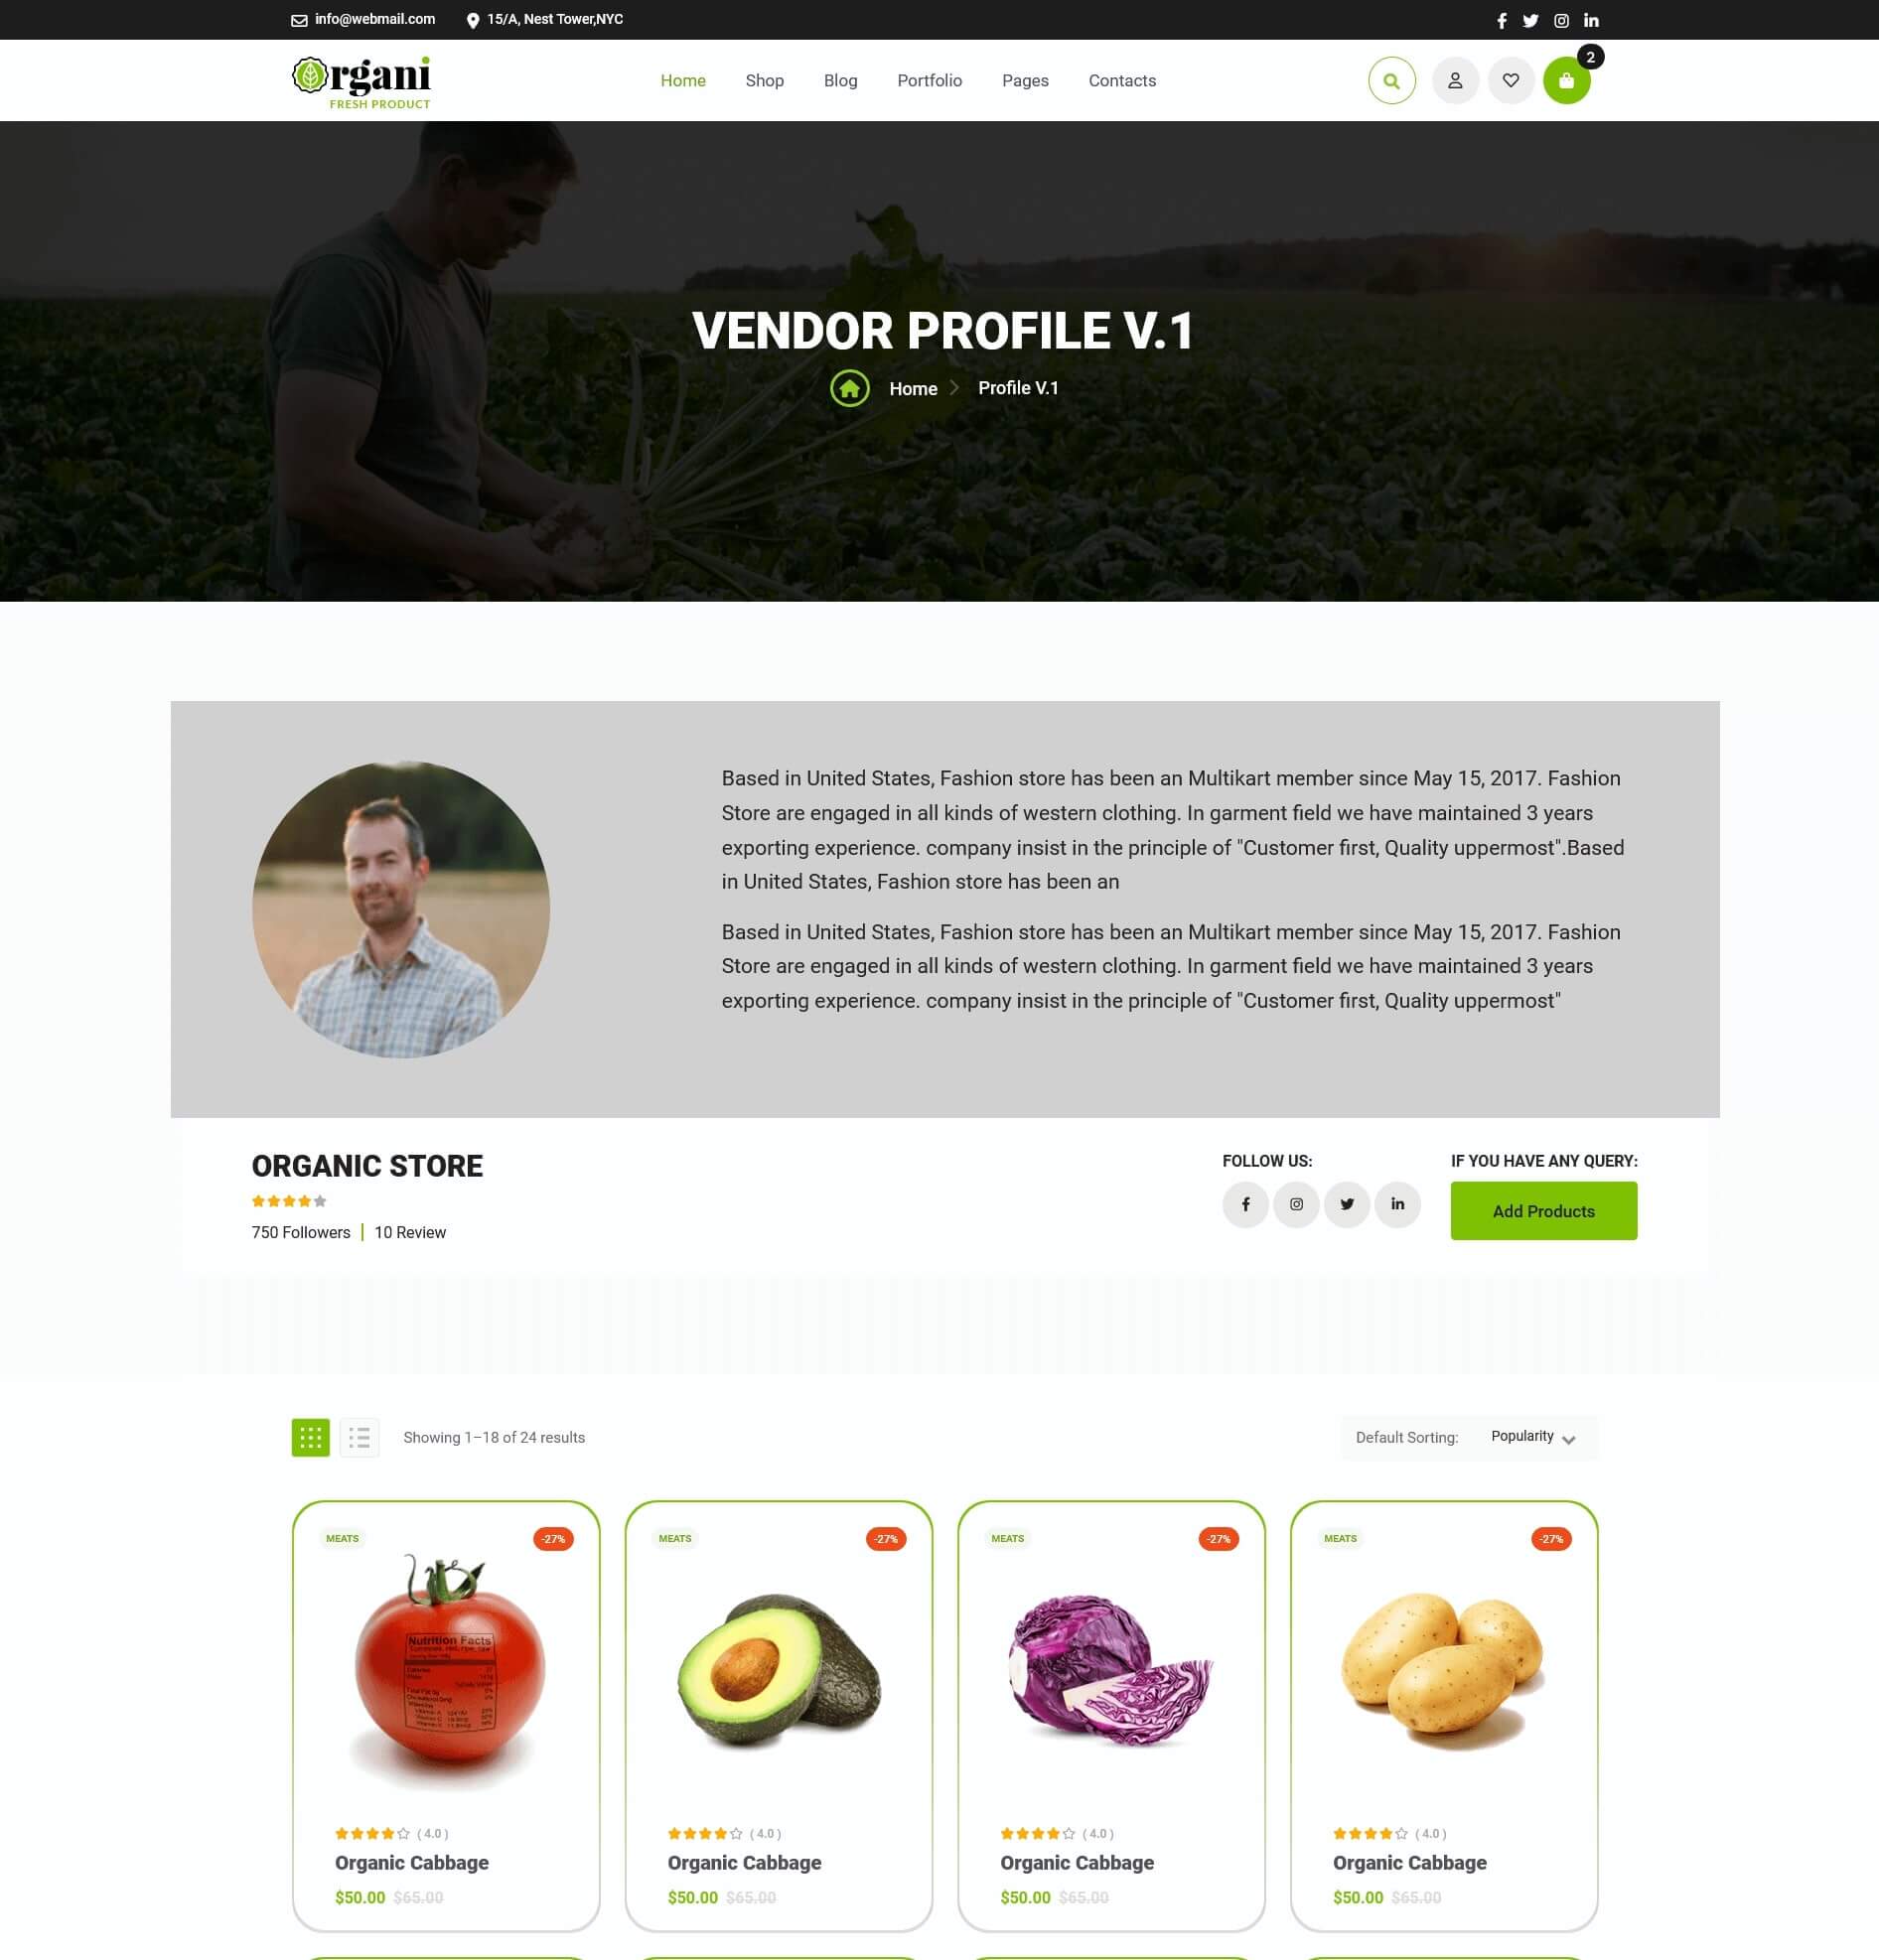 info@webmail.com 15/A, Nest Tower,NYC
Organi
FRESH PRODUCT
Home Shop Blog Portfolio Pages Contacts
2
VENDOR PROFILE V.1
Home Profile V.1
Based in United States, Fashion store has been an Multikart member since May 15, 2017. Fashion
Store are engaged in all kinds of western clothing. In garment field we have maintained 3 years
exporting experience. company insist in the principle of "Customer first, Quality uppermost".Based
in United States, Fashion store has been an
Based in United States, Fashion store has been an Multikart member since May 15, 2017. Fashion
Store are engaged in all kinds of western clothing. In garment field we have maintained 3 years
exporting experience. company insist in the principle of "Customer first, Quality uppermost"
ORGANIC STORE
750 Followers 10 Review
FOLLOW US:
IF YOU HAVE ANY QUERY:
Add Products
Showing 1–18 of 24 results
Default Sorting: Popularity
MEATS -27% MEATS -27% MEATS -27% MEATS -27%
Nutrition Facts
( 4.0 ) ( 4.0 ) ( 4.0 ) ( 4.0 )
Organic Cabbage Organic Cabbage Organic Cabbage Organic Cabbage
$50.00 $65.00 $50.00 $65.00 $50.00 $65.00 $50.00 $65.00